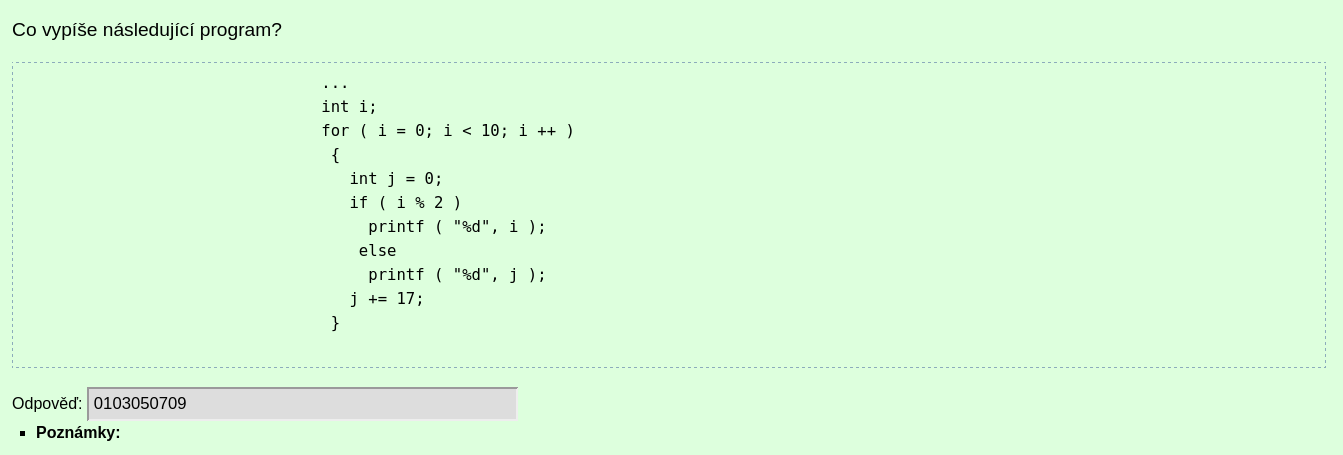 Co vypíše následující program?
...
int i;
for ( i = 0; i < 10; i ++ )
{
int j = 0;
if ( i % 2 )
printf ( "%d", i );
else
printf ( "%d", j );
j += 17;
}
Odpověď: 0103050709
Poznámky: